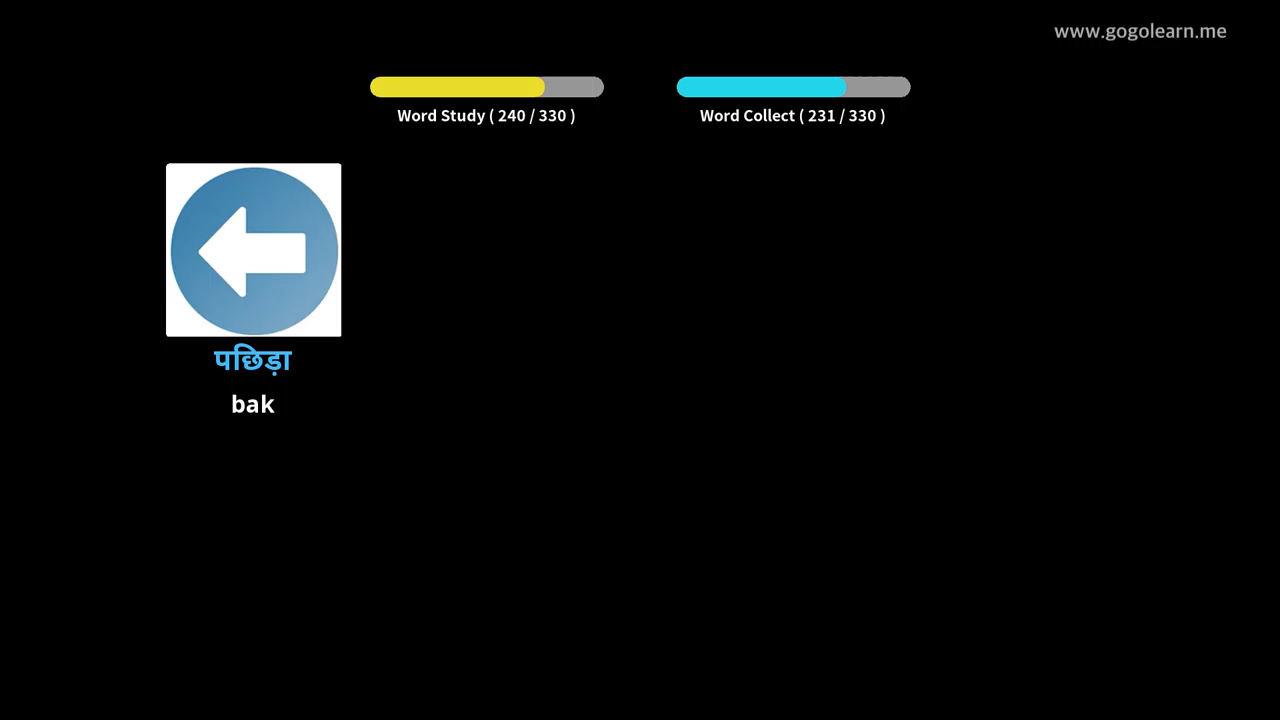 www.gogolearn.me
Word Study ( 240 / 330 )
Word Collect ( 231 / 330 )
पछिड़ा
bak